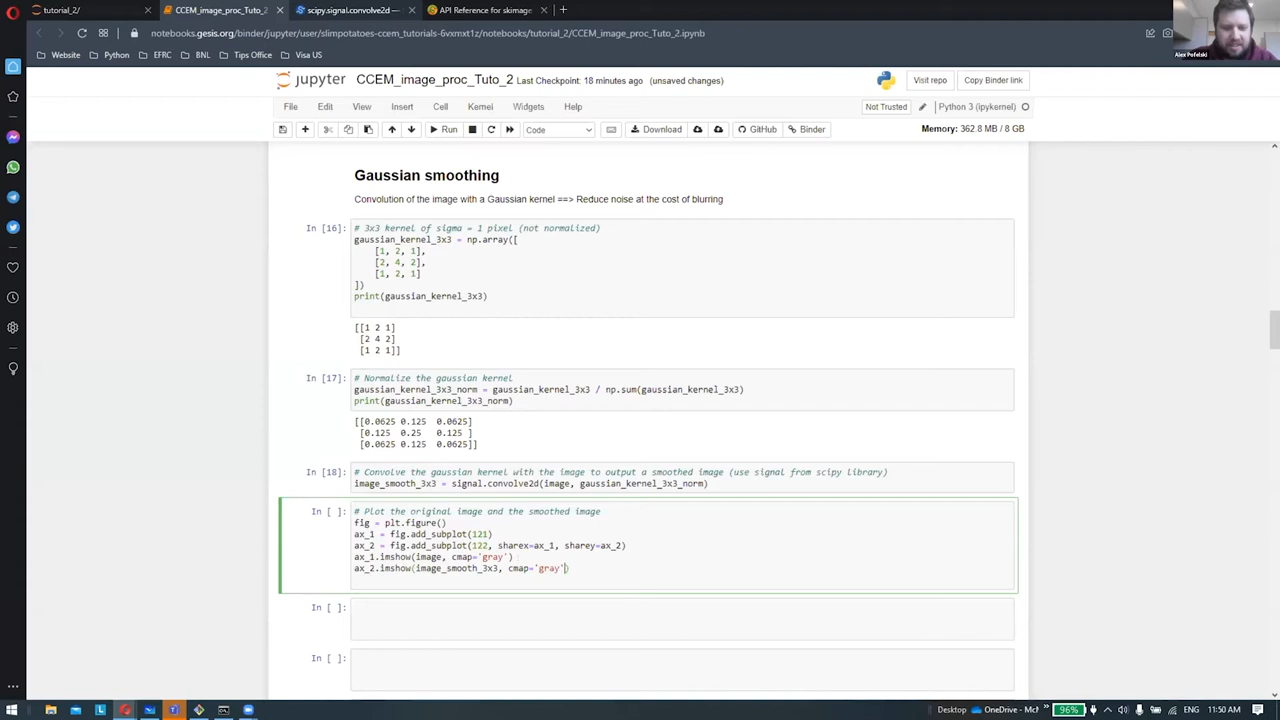 tutorial_2/
CCEM_image_proc_Tuto_2
scipy.signal.convolve2d —
API Reference for skimage
notebooks.gesis.org/binder/jupyter/user/slimpotatoes-ccem_tutorials-6vxmxt1z/notebooks/tutorial_2/CCEM_image_proc_Tuto_2.ipynb
Alex Pofelski
Website
Python
EFRC
BNL
Tips Office
Visa US
jupyter CCEM_image_proc_Tuto_2 Last Checkpoint: 18 minutes ago (unsaved changes)
Visit repo
Copy Binder link
File
Edit
View
Insert
Cell
Kernel
Widgets
Help
Not Trusted
Python 3 (ipykernel)
Run
Code
Download
GitHub
Binder
Memory: 362.8 MB / 8 GB
Gaussian smoothing
Convolution of the image with a Gaussian kernel ==> Reduce noise at the cost of blurring
In [16]:
# 3x3 kernel of sigma = 1 pixel (not normalized)
gaussian_kernel_3x3 = np.array([
[1, 2, 1],
[2, 4, 2],
[1, 2, 1]
])
print(gaussian_kernel_3x3)
[[1 2 1]
[2 4 2]
[1 2 1]]
In [17]:
# Normalize the gaussian kernel
gaussian_kernel_3x3_norm = gaussian_kernel_3x3 / np.sum(gaussian_kernel_3x3)
print(gaussian_kernel_3x3_norm)
[[0.0625 0.125 0.0625]
[0.125 0.25 0.125 ]
[0.0625 0.125 0.0625]]
In [18]:
# Convolve the gaussian kernel with the image to output a smoothed image (use signal from scipy library)
image_smooth_3x3 = signal.convolve2d(image, gaussian_kernel_3x3_norm)
In [ ]:
# Plot the original image and the smoothed image
fig = plt.figure()
ax_1 = fig.add_subplot(121)
ax_2 = fig.add_subplot(122, sharex=ax_1, sharey=ax_2)
ax_1.imshow(image, cmap='gray')
ax_2.imshow(image_smooth_3x3, cmap='gray')
In [ ]:
In [ ]:
Desktop
OneDrive - McM
96%
11:50 AM